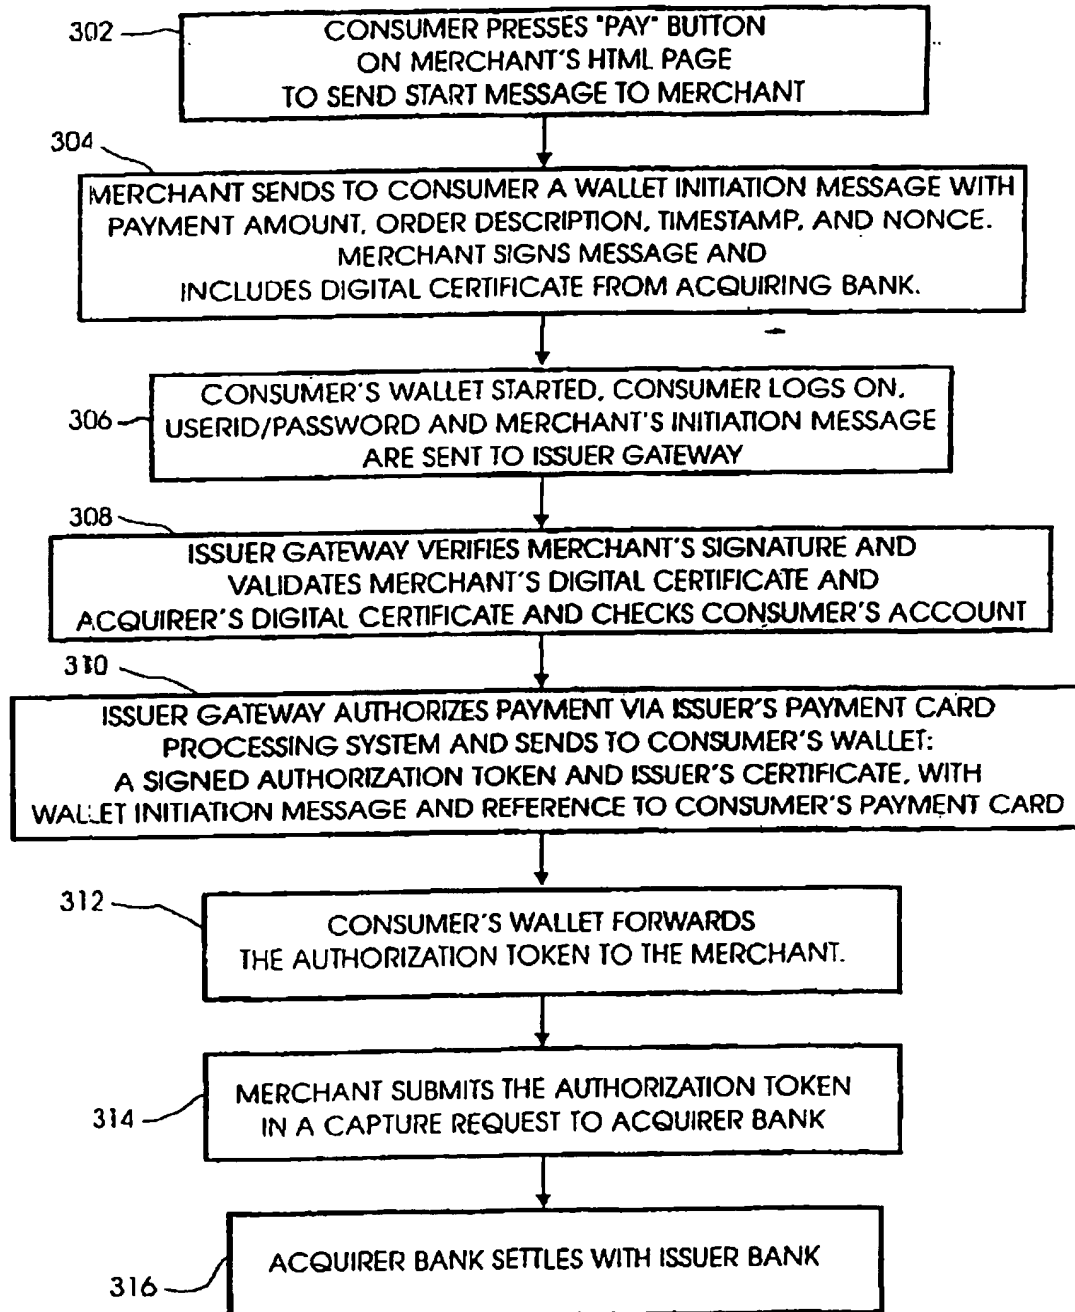 302
CONSUMER PRESSES "PAY" BUTTON
ON MERCHANT'S HTML PAGE
TO SEND START MESSAGE TO MERCHANT
304
MERCHANT SENDS TO CONSUMER A WALLET INITIATION MESSAGE WITH
PAYMENT AMOUNT, ORDER DESCRIPTION, TIMESTAMP, AND NONCE.
MERCHANT SIGNS MESSAGE AND
INCLUDES DIGITAL CERTIFICATE FROM ACQUIRING BANK.
306
CONSUMER'S WALLET STARTED, CONSUMER LOGS ON,
USERID/PASSWORD AND MERCHANT'S INITIATION MESSAGE
ARE SENT TO ISSUER GATEWAY
308
ISSUER GATEWAY VERIFIES MERCHANT'S SIGNATURE AND
VALIDATES MERCHANT'S DIGITAL CERTIFICATE AND
ACQUIRER'S DIGITAL CERTIFICATE AND CHECKS CONSUMER'S ACCOUNT
310
ISSUER GATEWAY AUTHORIZES PAYMENT VIA ISSUER'S PAYMENT CARD
PROCESSING SYSTEM AND SENDS TO CONSUMER'S WALLET:
A SIGNED AUTHORIZATION TOKEN AND ISSUER'S CERTIFICATE, WITH
WALLET INITIATION MESSAGE AND REFERENCE TO CONSUMER'S PAYMENT CARD
312
CONSUMER'S WALLET FORWARDS
THE AUTHORIZATION TOKEN TO THE MERCHANT.
314
MERCHANT SUBMITS THE AUTHORIZATION TOKEN
IN A CAPTURE REQUEST TO ACQUIRER BANK
316
ACQUIRER BANK SETTLES WITH ISSUER BANK